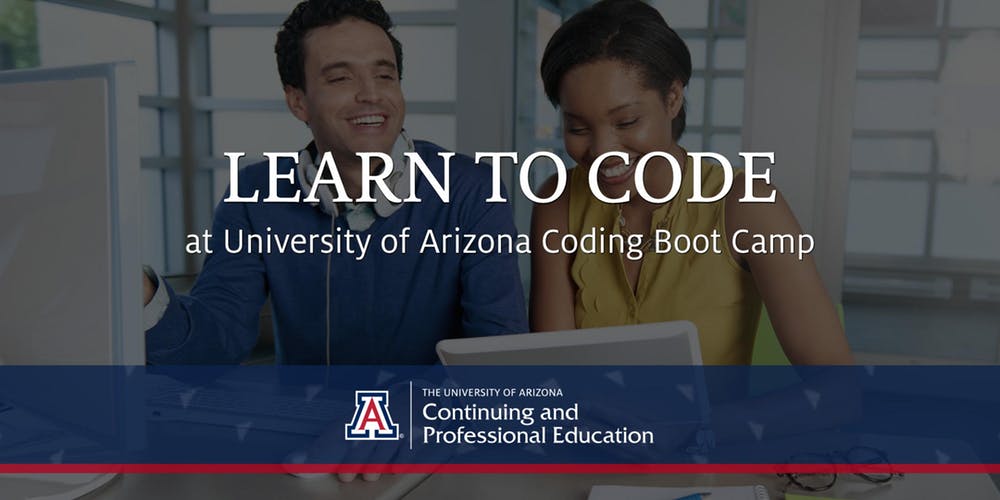 LEARN TO CODE
at University of Arizona Coding Boot Camp
A
THE UNIVERSITY OF ARIZONA
Continuing and
Professional Education